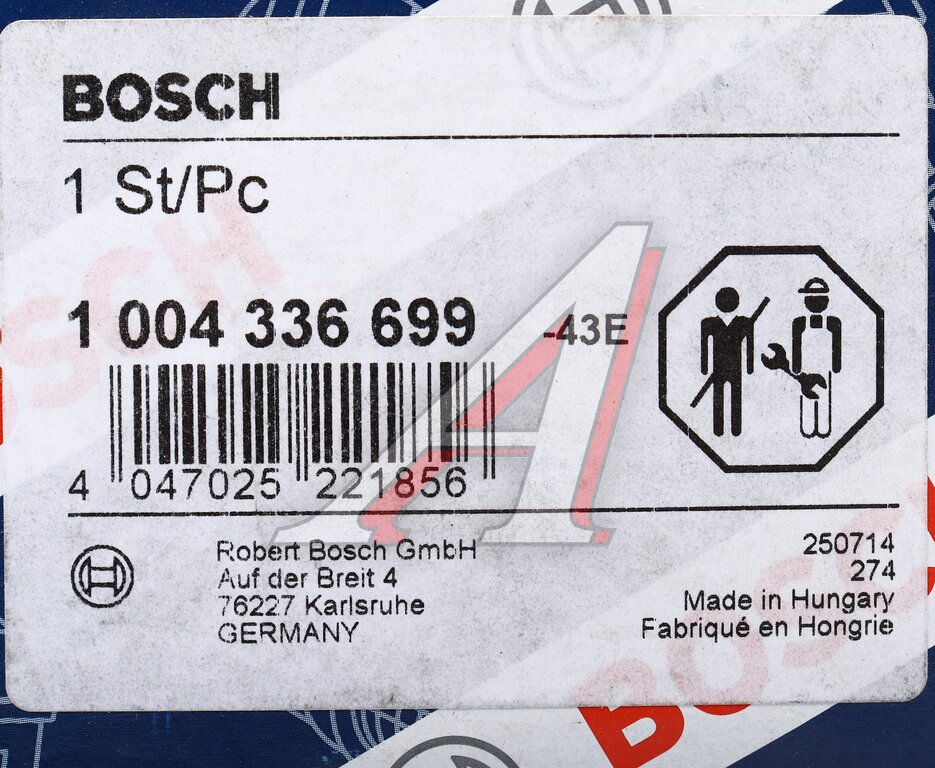 BOSCH
1 St/Pc
1 004 336 699 -43E
4 047025 221856
Robert Bosch GmbH
Auf der Breit 4
76227 Karlsruhe
GERMANY
250714
274
Made in Hungary
Fabriqué en Hongrie
BOSCH